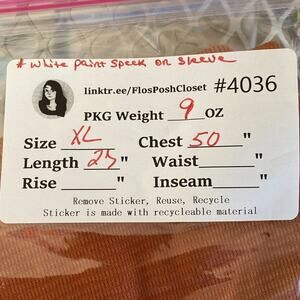 * white paint speck on sleeve
linktr.ee/FlosPoshCloset #4036
PKG Weight 9 OZ
Size XL Chest 50 "
Length 25 " Waist "
Rise " Inseam "
Remove Sticker, Reuse, Recycle
Sticker is made with recycleable material